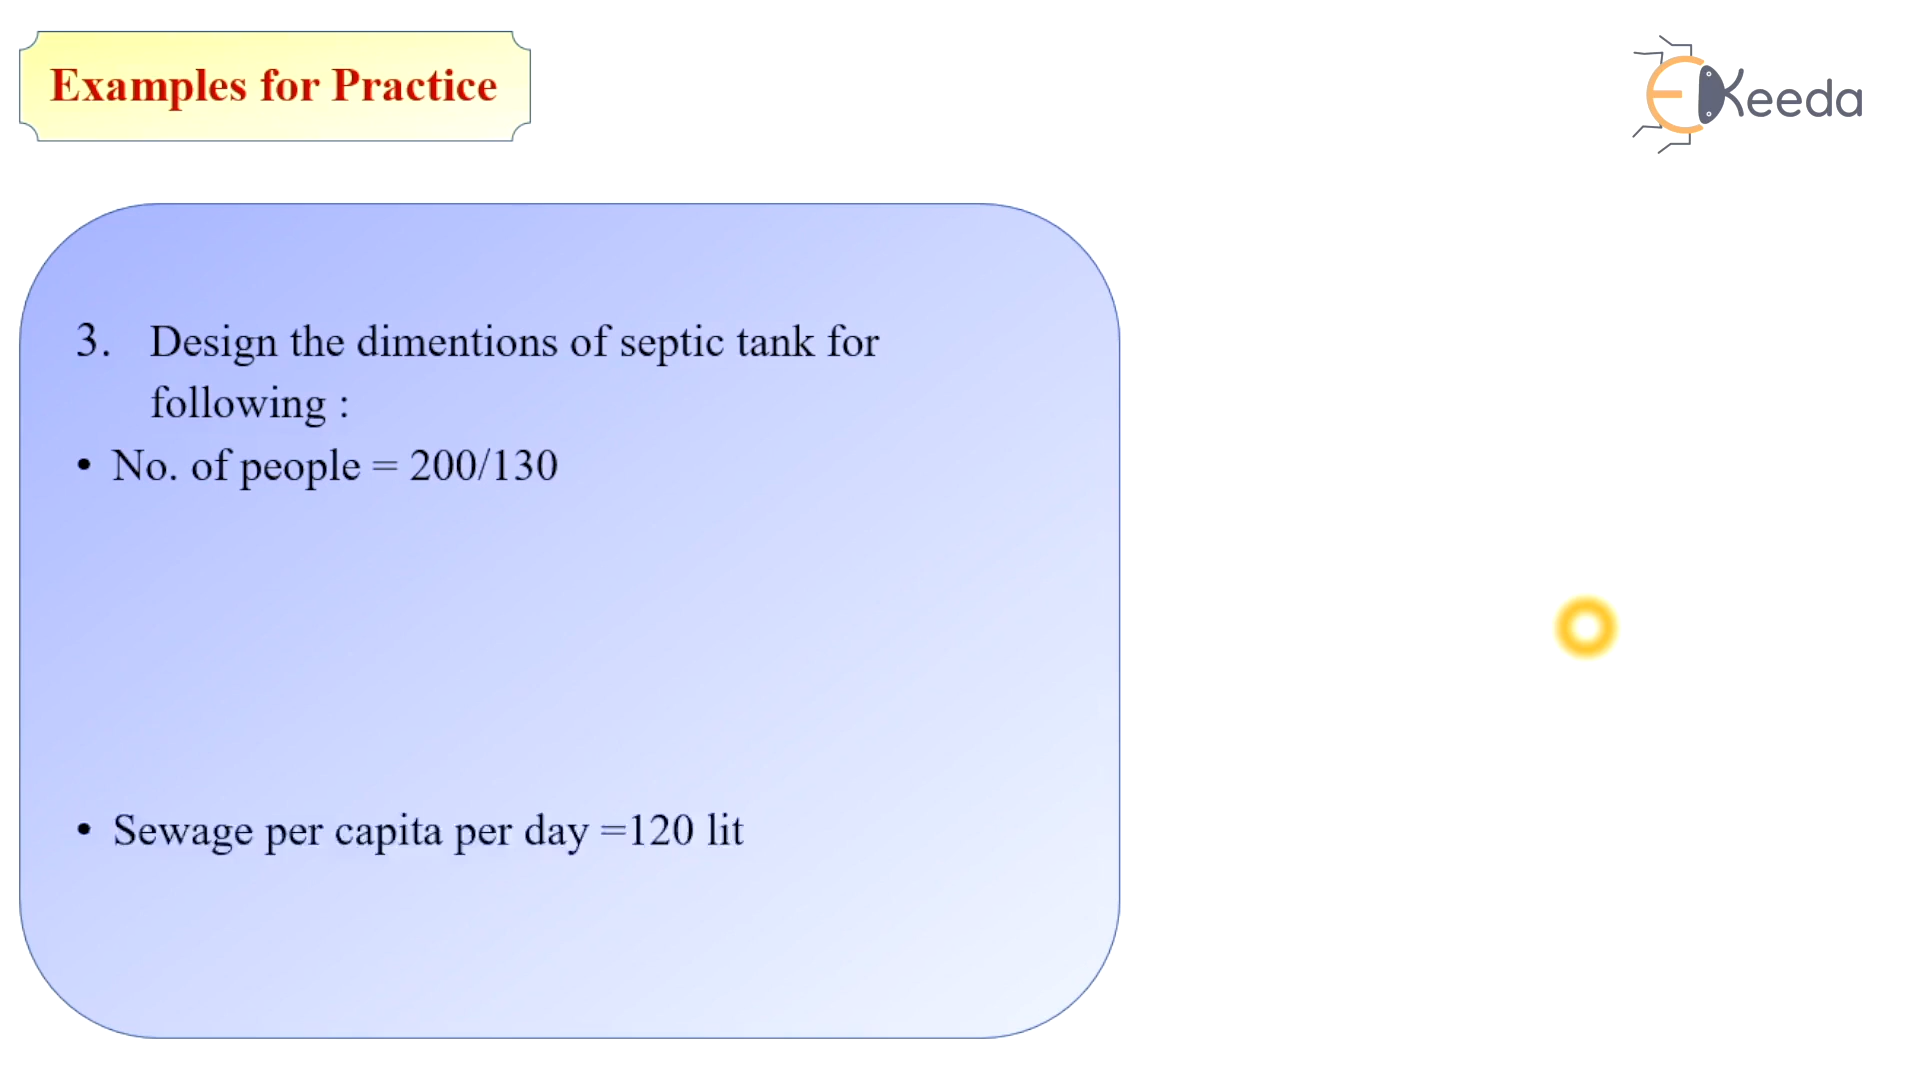 Examples for Practice
EKeeda
3. Design the dimentions of septic tank for
following :
• No. of people = 200/130
• Sewage per capita per day =120 lit